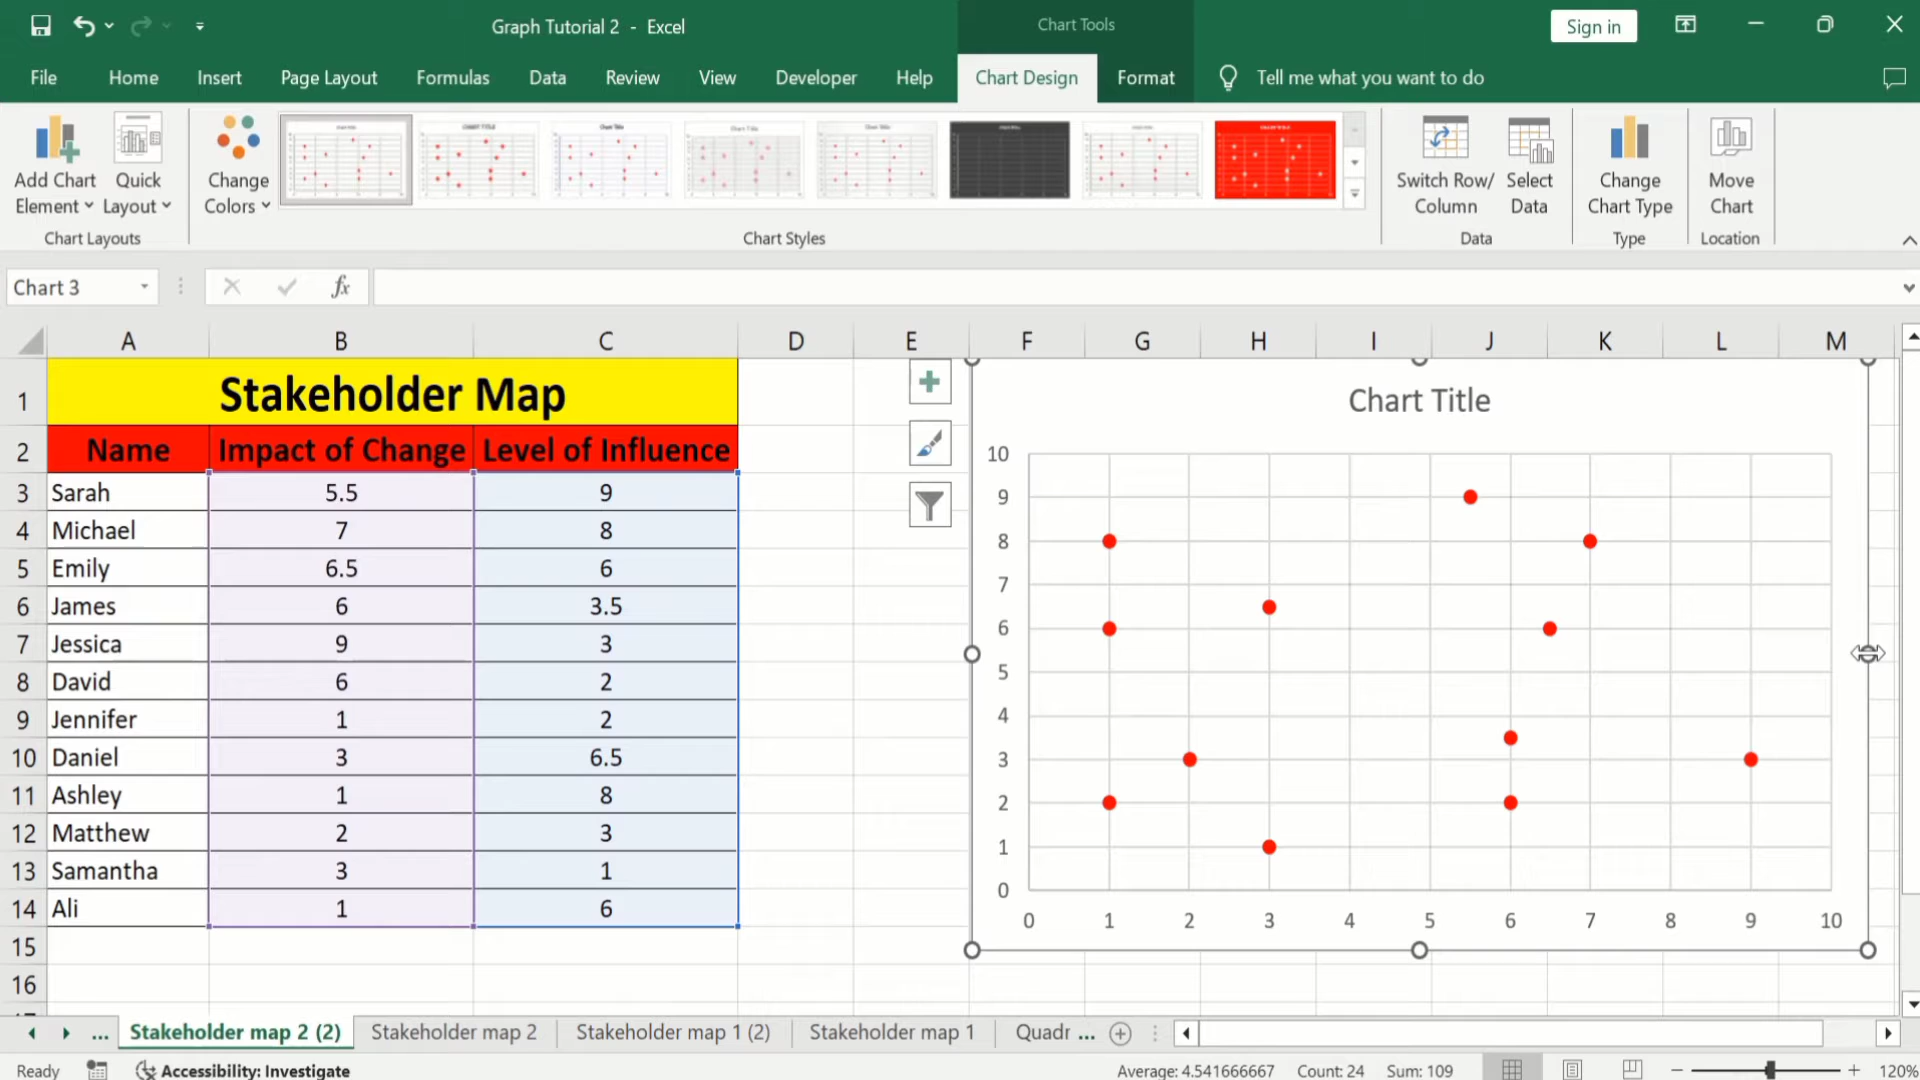 Graph Tutorial 2 - Excel
Chart Tools
Sign in
File Home Insert Page Layout Formulas Data Review View Developer Help Chart Design Format Tell me what you want to do
Add Chart Element
Quick Layout
Chart Layouts
Change Colors
Chart Styles
Switch Row/ Column
Select Data
Data
Change Chart Type
Type
Move Chart
Location
Chart 3
fx
A B C D E F G H I J K L M
1 Stakeholder Map
2 Name Impact of Change Level of Influence
3 Sarah 5.5 9
4 Michael 7 8
5 Emily 6.5 6
6 James 6 3.5
7 Jessica 9 3
8 David 6 2
9 Jennifer 1 2
10 Daniel 3 6.5
11 Ashley 1 8
12 Matthew 2 3
13 Samantha 3 1
14 Ali 1 6
15
16
Chart Title
10
9
8
7
6
5
4
3
2
1
0
0 1 2 3 4 5 6 7 8 9 10
... Stakeholder map 2 (2) Stakeholder map 2 Stakeholder map 1 (2) Stakeholder map 1 Quadr ...
Ready Accessibility: Investigate Average: 4.541666667 Count: 24 Sum: 109 120%